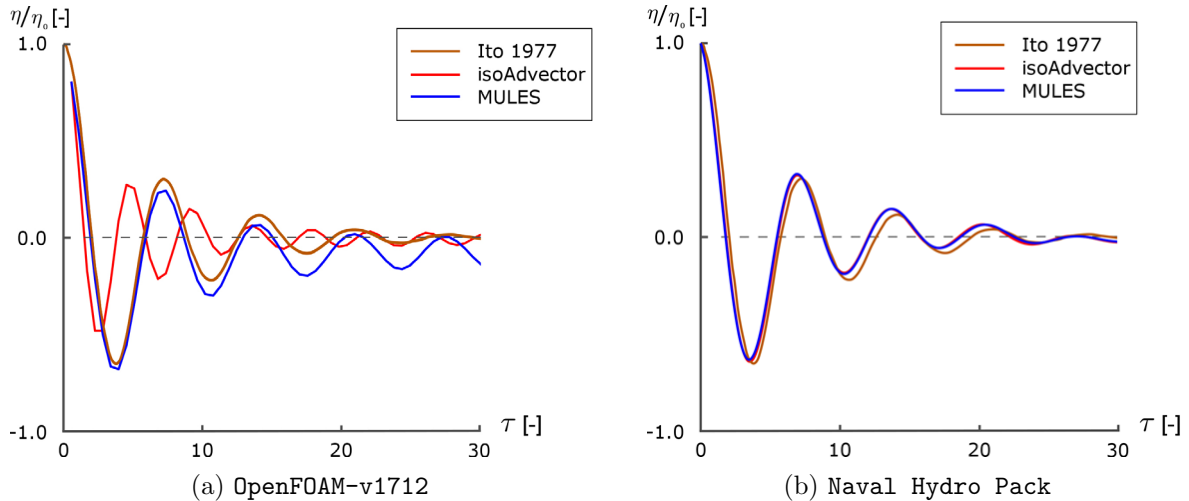 η/η₀ [-]
1.0
0.0
-1.0
0
10
20
30
τ [-]
Ito 1977
isoAdvector
MULES
(a) OpenFOAM-v1712
η/η₀ [-]
1.0
0.0
-1.0
0
10
20
30
τ [-]
Ito 1977
isoAdvector
MULES
(b) Naval Hydro Pack